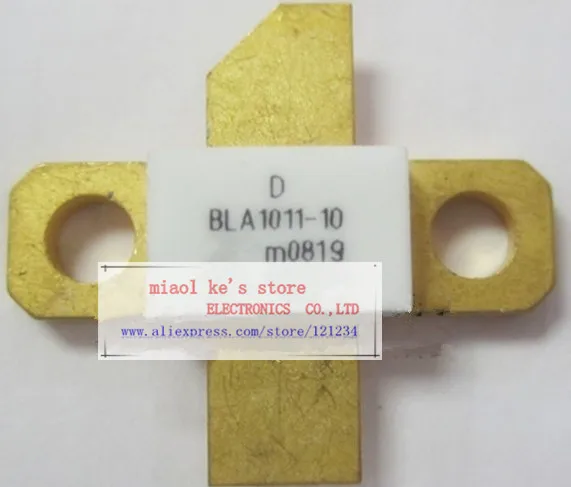 D
BLA1011-10
m0819
miaol ke's store
ELECTRONICS CO.,LTD
www.aliexpress.com/store/121234